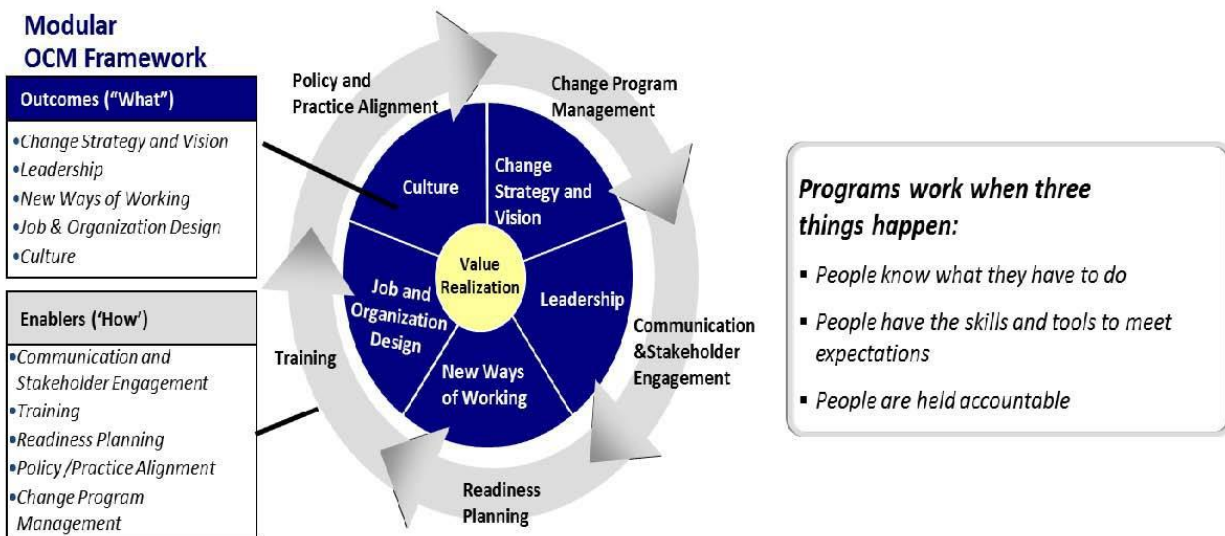 Modular
OCM Framework
Outcomes ("What")
•Change Strategy and Vision
•Leadership
•New Ways of Working
•Job & Organization Design
•Culture
Enablers ('How')
•Communication and
Stakeholder Engagement
•Training
•Readiness Planning
•Policy /Practice Alignment
•Change Program
Management
Policy and
Practice Alignment
Change Program
Management
Culture
Change
Strategy and
Vision
Value
Realization
Job and
Organization
Design
Leadership
New Ways
of Working
Training
Communication
&Stakeholder
Engagement
Readiness
Planning
Programs work when three
things happen:
▪ People know what they have to do
▪ People have the skills and tools to meet
expectations
▪ People are held accountable